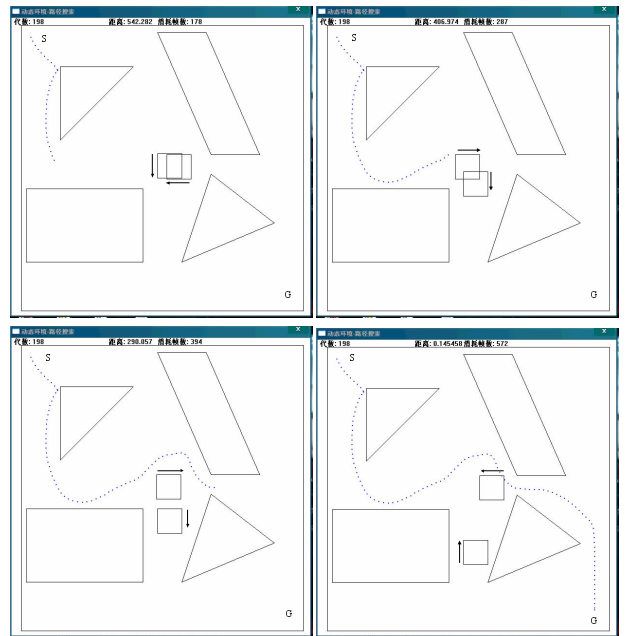 动态环境-路径搜索
代数:198 距离:542.282 消耗帧数:178
S
G
动态环境-路径搜索
代数:198 距离:406.974 消耗帧数:287
S
G
动态环境-路径搜索
代数:198 距离:290.057 消耗帧数:394
S
G
动态环境-路径搜索
代数:198 距离:0.145458 消耗帧数:572
S
G